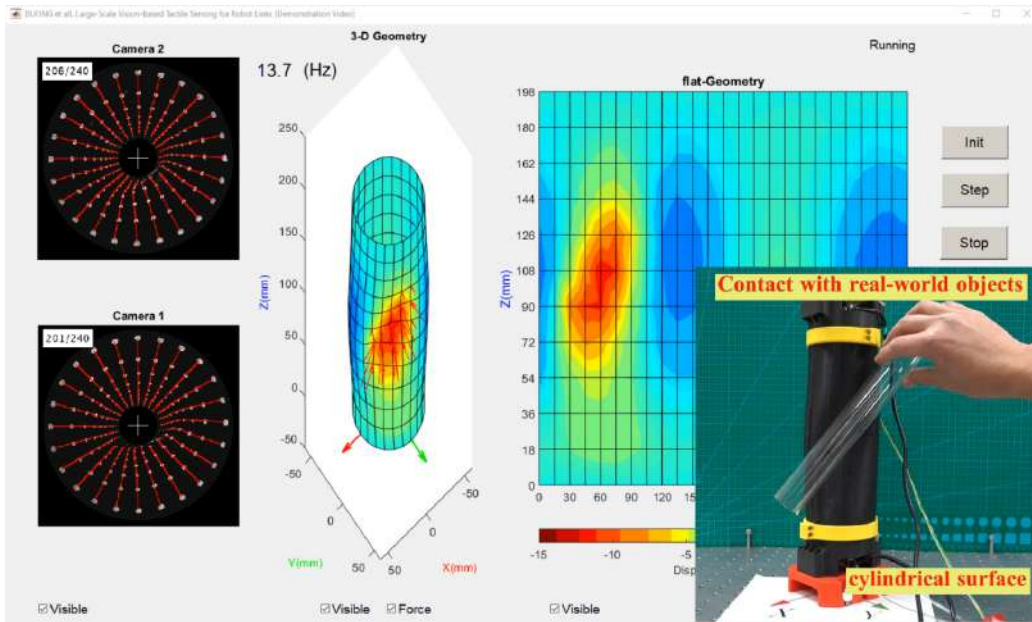 BUI/ING et al. Large-Scale Vision-based Tactile Sensing for Robot Links (Demonstration Video)
Camera 2
206/240
Camera 1
201/240
Visible
3-D Geometry
13.7 (Hz)
250
200
150
100
50
0
-50
Z(mm)
-50
0
50
Y(mm)
-50
0
50
X(mm)
Visible
Force
Running
flat-Geometry
198
180
162
144
126
108
90
72
54
36
18
0
Z(mm)
0 30 60 90 120
-15 -10 -5
Visible
Init
Step
Stop
Contact with real-world objects
cylindrical surface